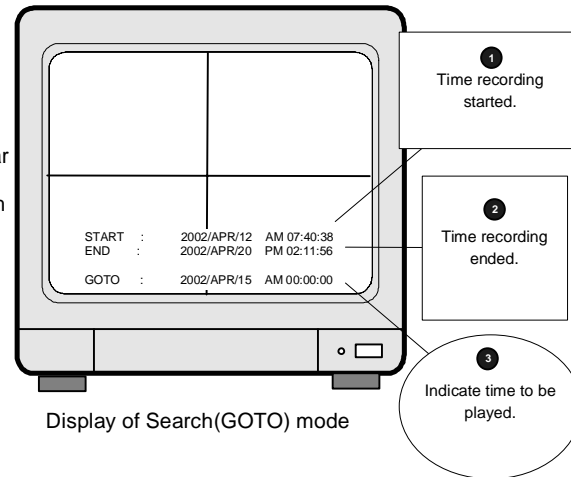 1
Time recording
started.
START : 2002/APR/12 AM 07:40:38
END : 2002/APR/20 PM 02:11:56
GOTO : 2002/APR/15 AM 00:00:00
2
Time recording
ended.
3
Indicate time to be
played.
Display of Search(GOTO) mode